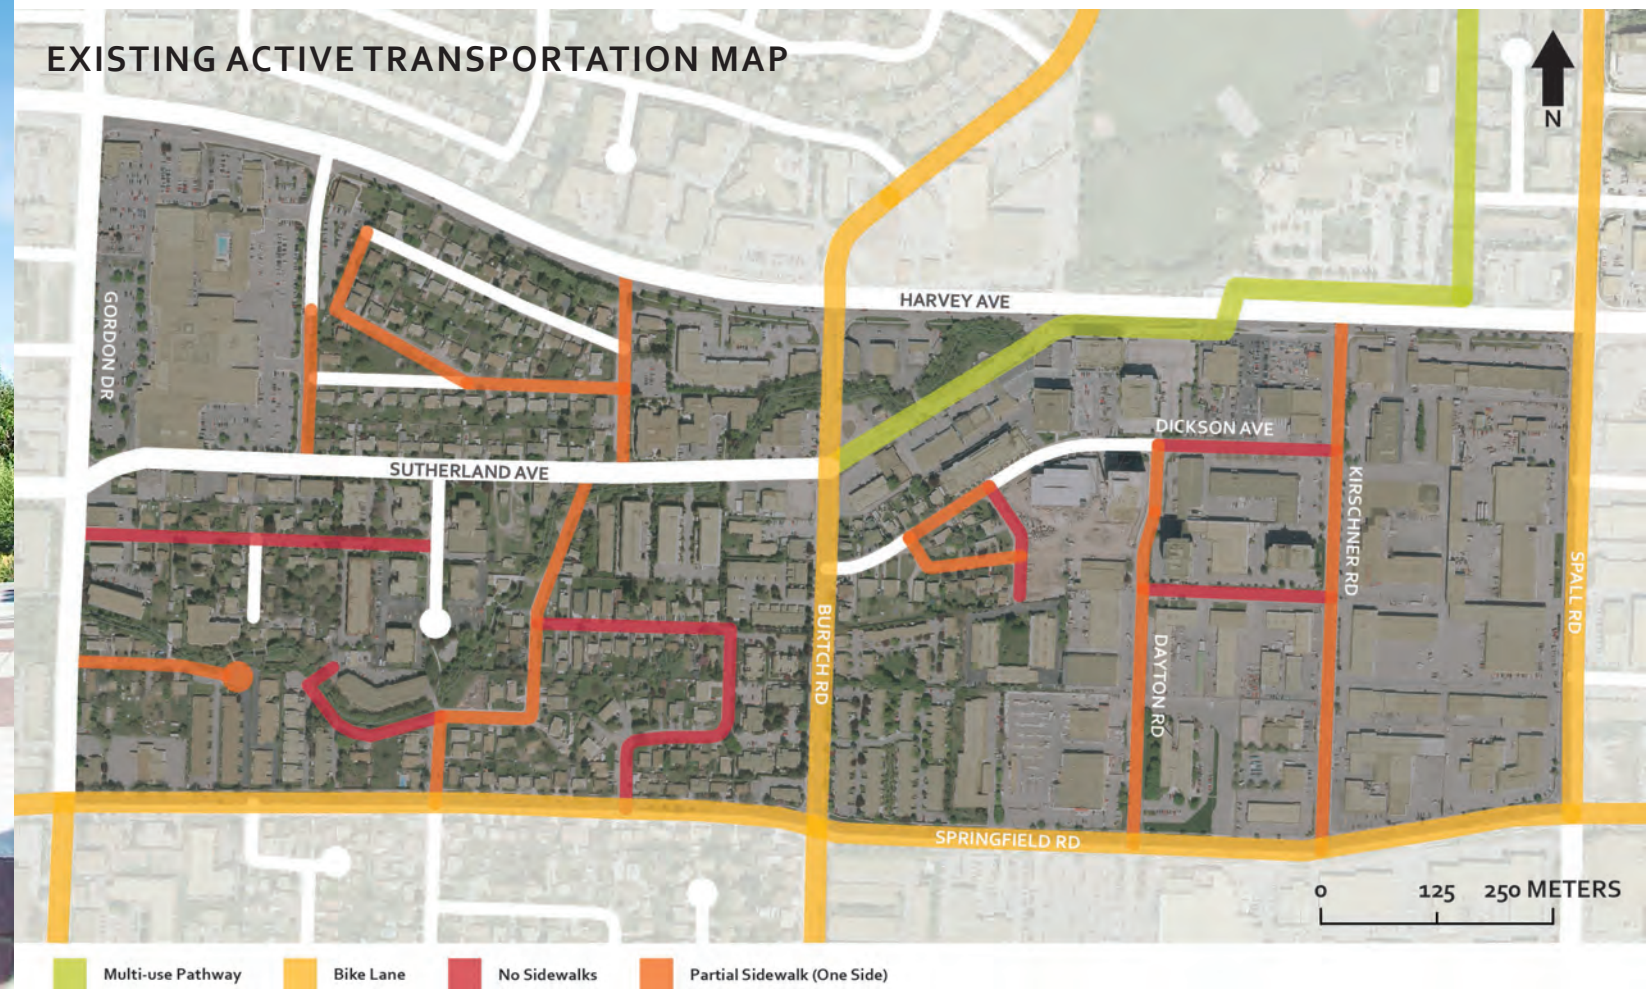 EXISTING ACTIVE TRANSPORTATION MAP
N
HARVEY AVE
GORDON DR
DICKSON AVE
SUTHERLAND AVE
KIRSCHNER RD
SPALL RD
BURTCH RD
DAYTON RD
SPRINGFIELD RD
0 125 250 METERS
Multi-use Pathway Bike Lane No Sidewalks Partial Sidewalk (One Side)